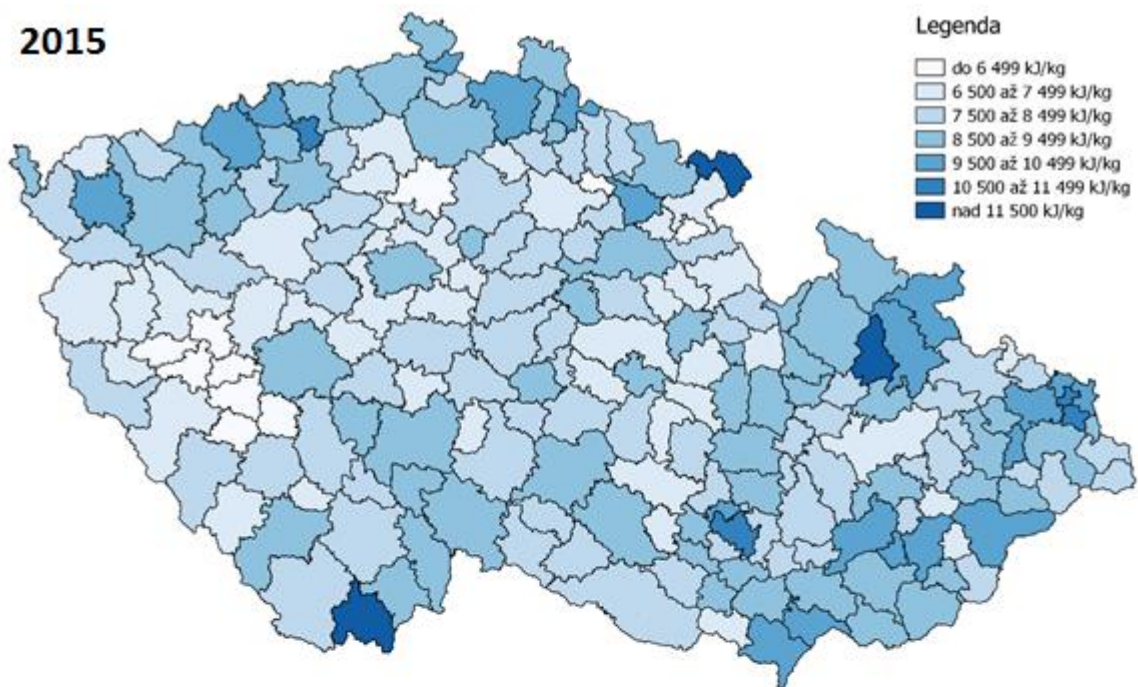 2015
Legenda
do 6 499 kJ/kg
6 500 až 7 499 kJ/kg
7 500 až 8 499 kJ/kg
8 500 až 9 499 kJ/kg
9 500 až 10 499 kJ/kg
10 500 až 11 499 kJ/kg
nad 11 500 kJ/kg